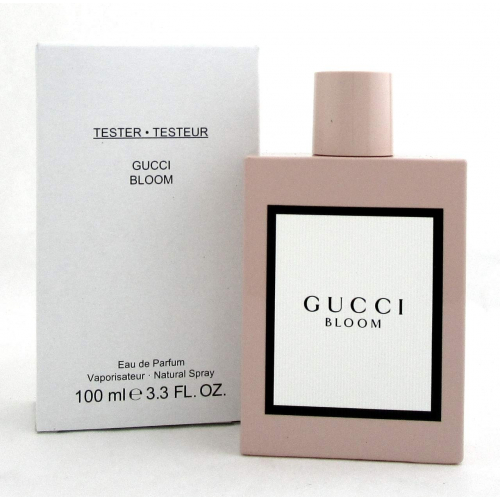 TESTER • TESTEUR
GUCCI
BLOOM
Eau de Parfum
Vaporisateur · Natural Spray
100 ml ℮ 3.3 FL. OZ.
GUCCI
BLOOM